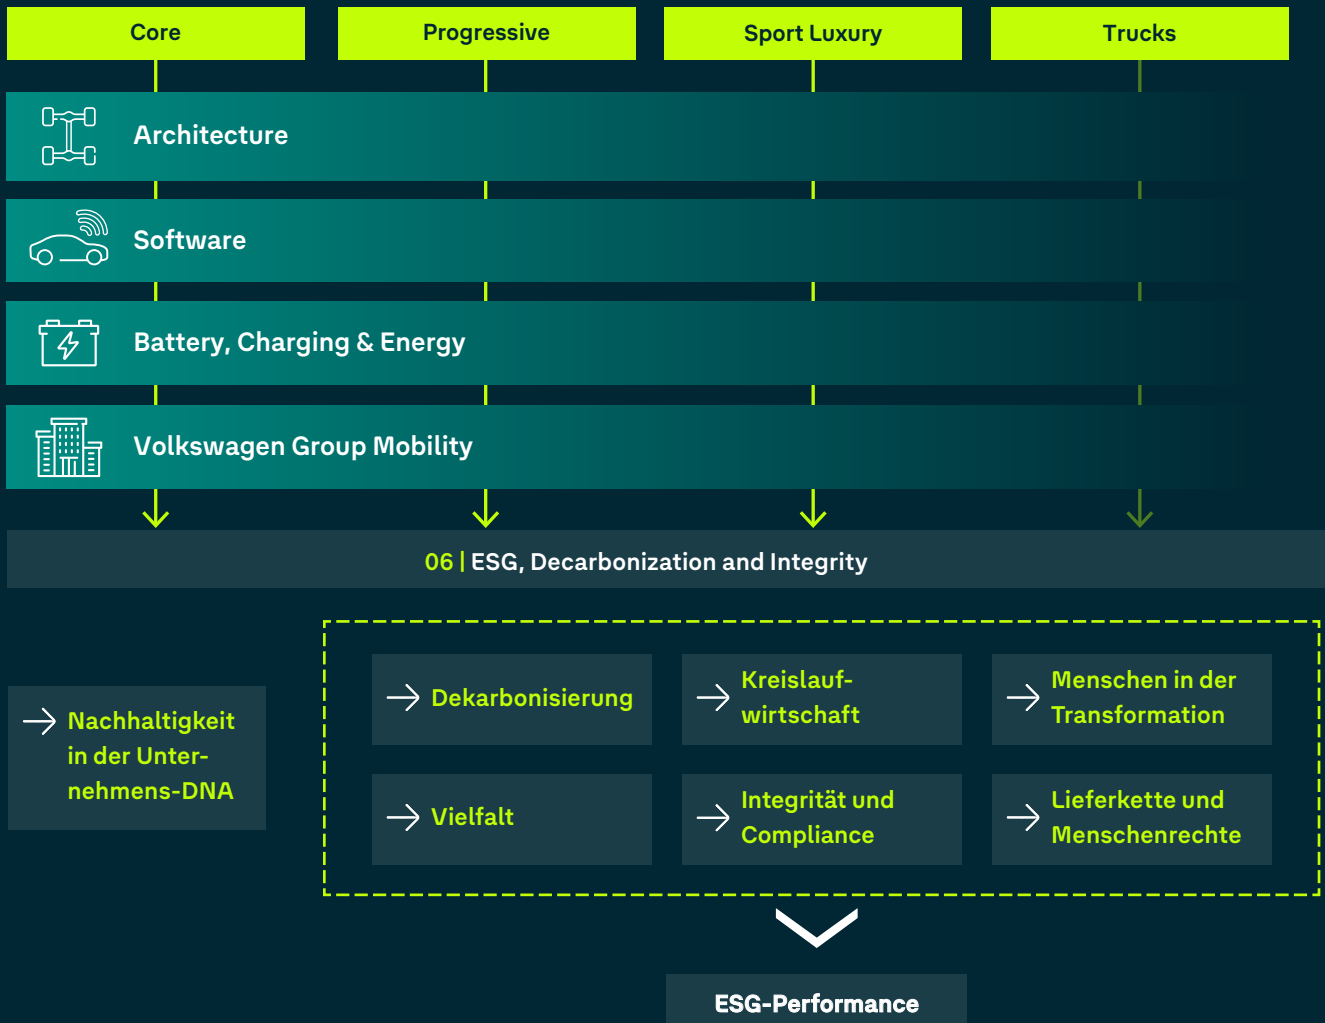 Core
Progressive
Sport Luxury
Trucks
Architecture
Software
Battery, Charging & Energy
Volkswagen Group Mobility
06 | ESG, Decarbonization and Integrity
Nachhaltigkeit
in der Unter-
nehmens-DNA
Dekarbonisierung
Kreislauf-
wirtschaft
Menschen in der
Transformation
Vielfalt
Integrität und
Compliance
Lieferkette und
Menschenrechte
ESG-Performance